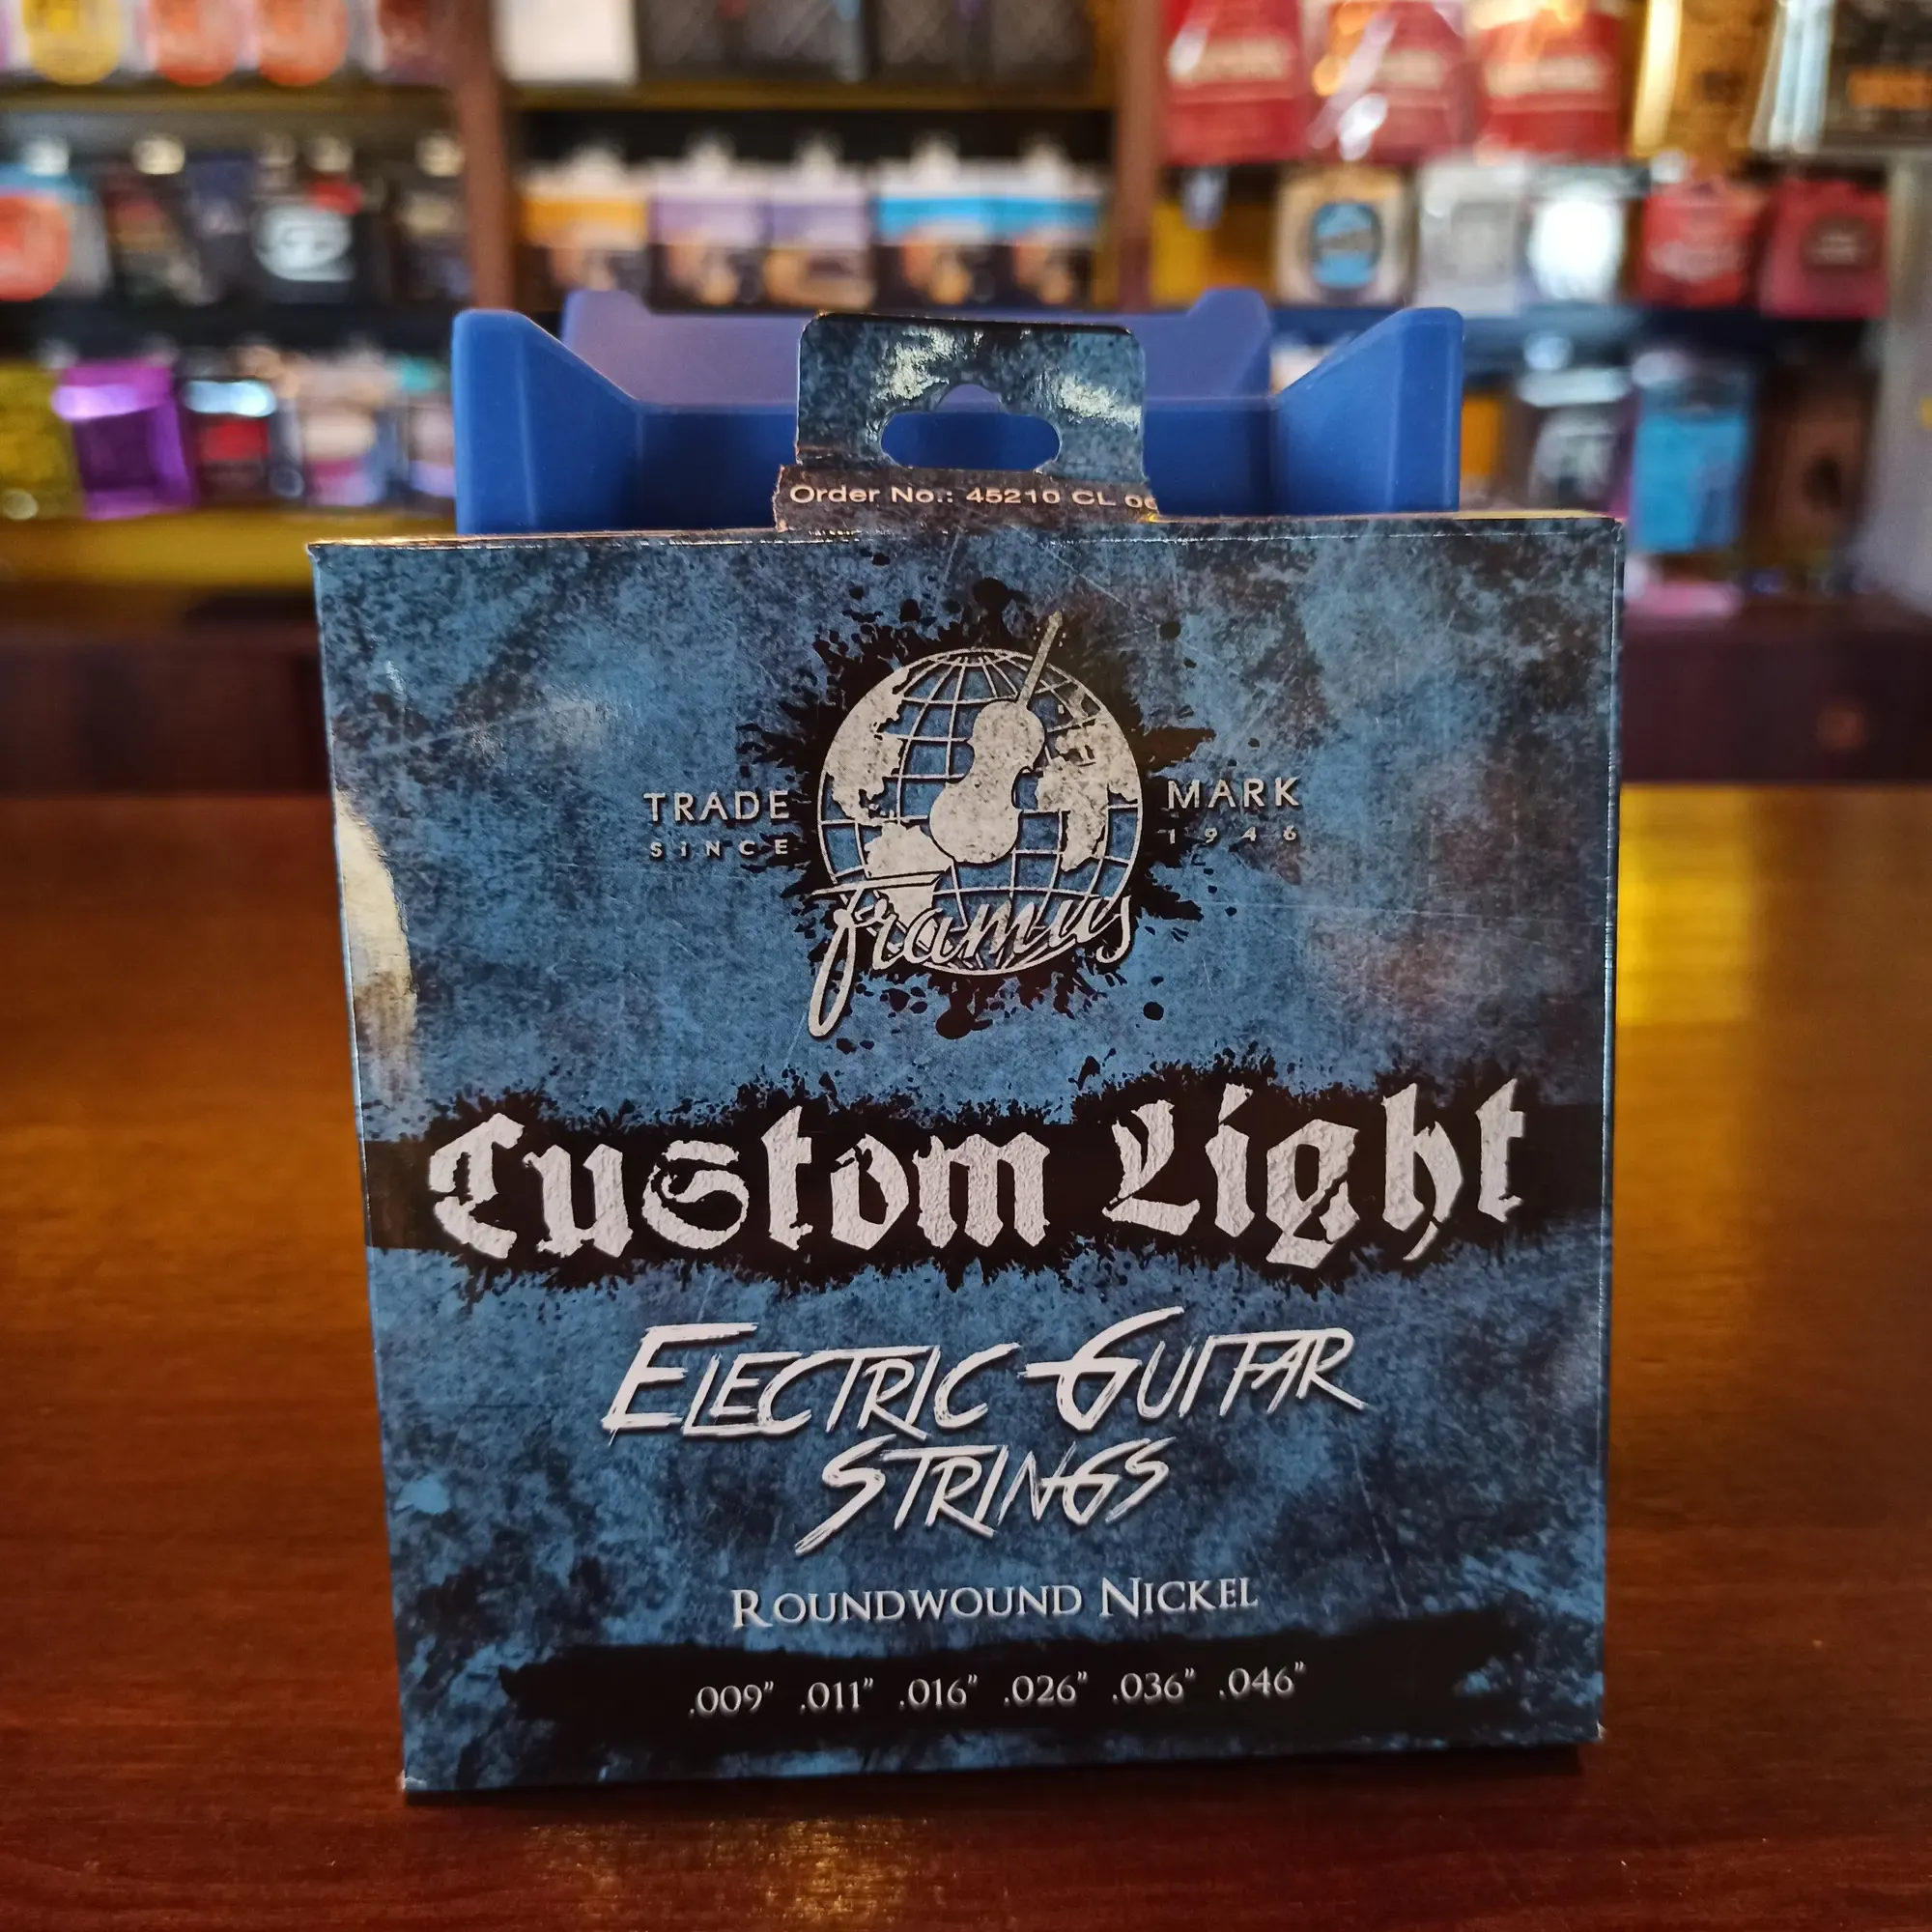 Order No.: 45210 CL
TRADE MARK
SINCE 1946
framus
Custom Light
ELECTRIC GUITAR
STRINGS
ROUNDWOUND NICKEL
.009" .011" .016" .026" .036" .046"